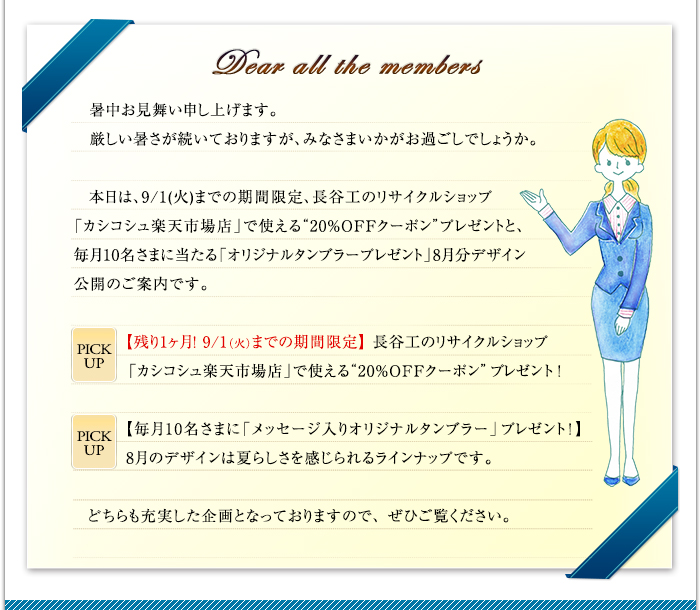 Dear all the members
暑中お見舞い申し上げます。
厳しい暑さが続いておりますが、みなさまいかがお過ごしでしょうか。
本日は、9/1(火)までの期間限定、長谷工のリサイクルショップ
「カシコシュ楽天市場店」で使える“20%OFFクーポン”プレゼントと、
毎月10名さまに当たる「オリジナルタンブラープレゼント」8月分デザイン
公開のご案内です。
PICK UP
【残り1ヶ月! 9/1(火)までの期間限定】長谷工のリサイクルショップ
「カシコシュ楽天市場店」で使える“20%OFFクーポン” プレゼント!
PICK UP
【毎月10名さまに「メッセージ入りオリジナルタンブラー」プレゼント!】
8月のデザインは夏らしさを感じられるラインナップです。
どちらも充実した企画となっておりますので、ぜひご覧ください。